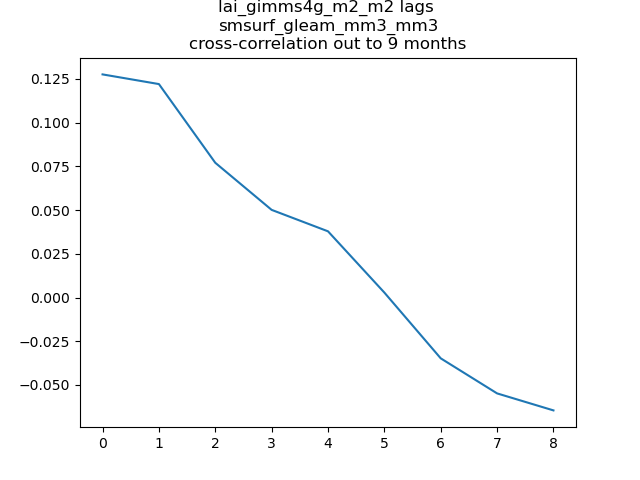 lai_gimms4g_m2_m2 lags
smsurf_gleam_mm3_mm3
cross-correlation out to 9 months
0.125
0.100
0.075
0.050
0.025
0.000
−0.025
−0.050
0 1 2 3 4 5 6 7 8